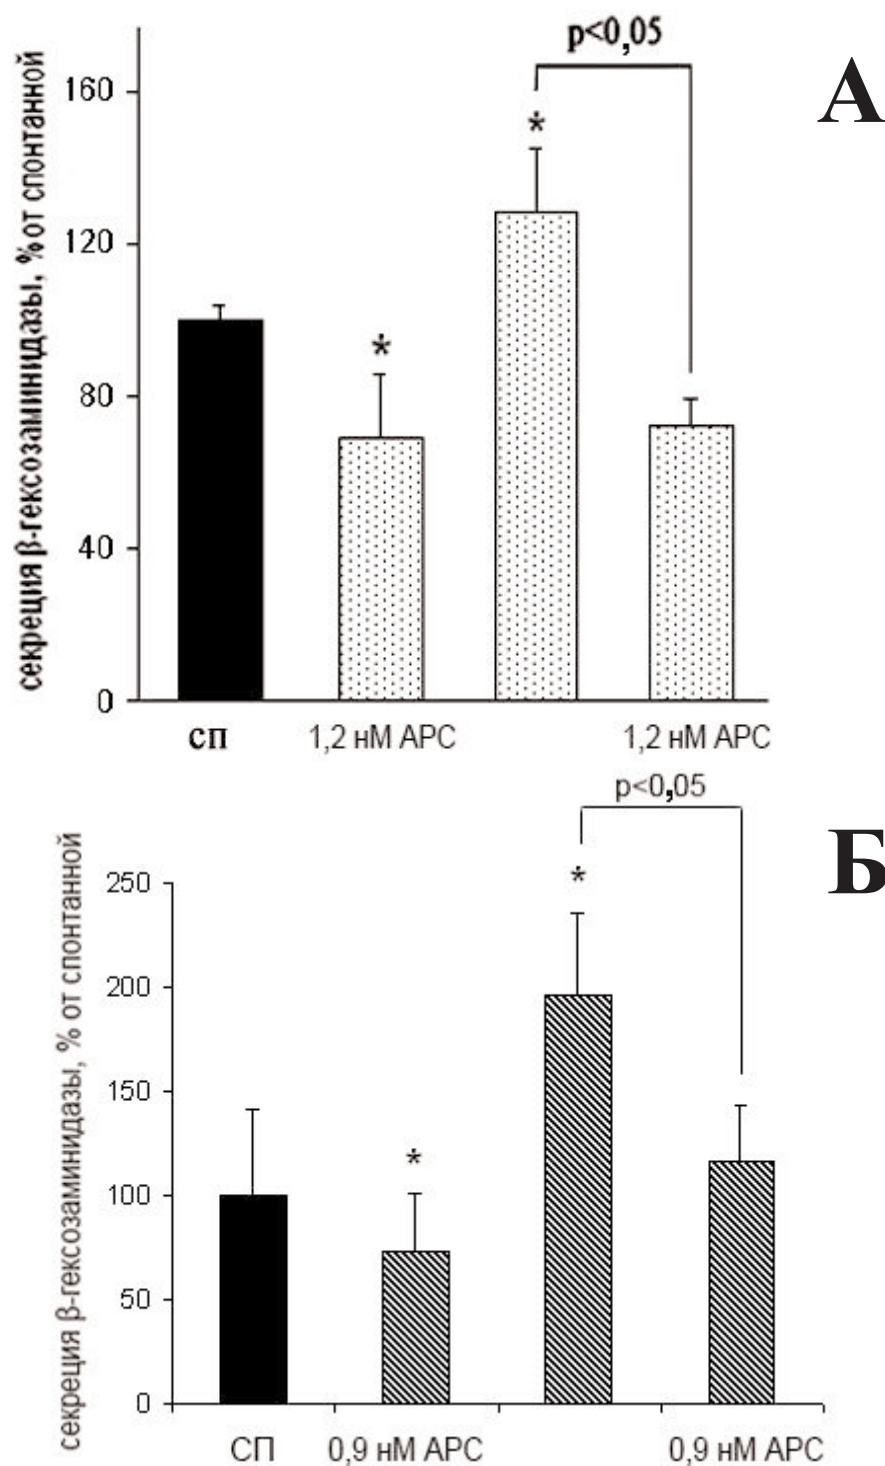 p<0,05
А
секреция β-гексозаминидазы, % от спонтанной
*
160
*
120
80
40
0
сп 1,2 нМ АРС 1,2 нМ АРС
p<0,05
Б
секреция β-гексозаминидазы, % от спонтанной
250
*
200
150
*
100
50
0
СП 0,9 нМ АРС 0,9 нМ АРС